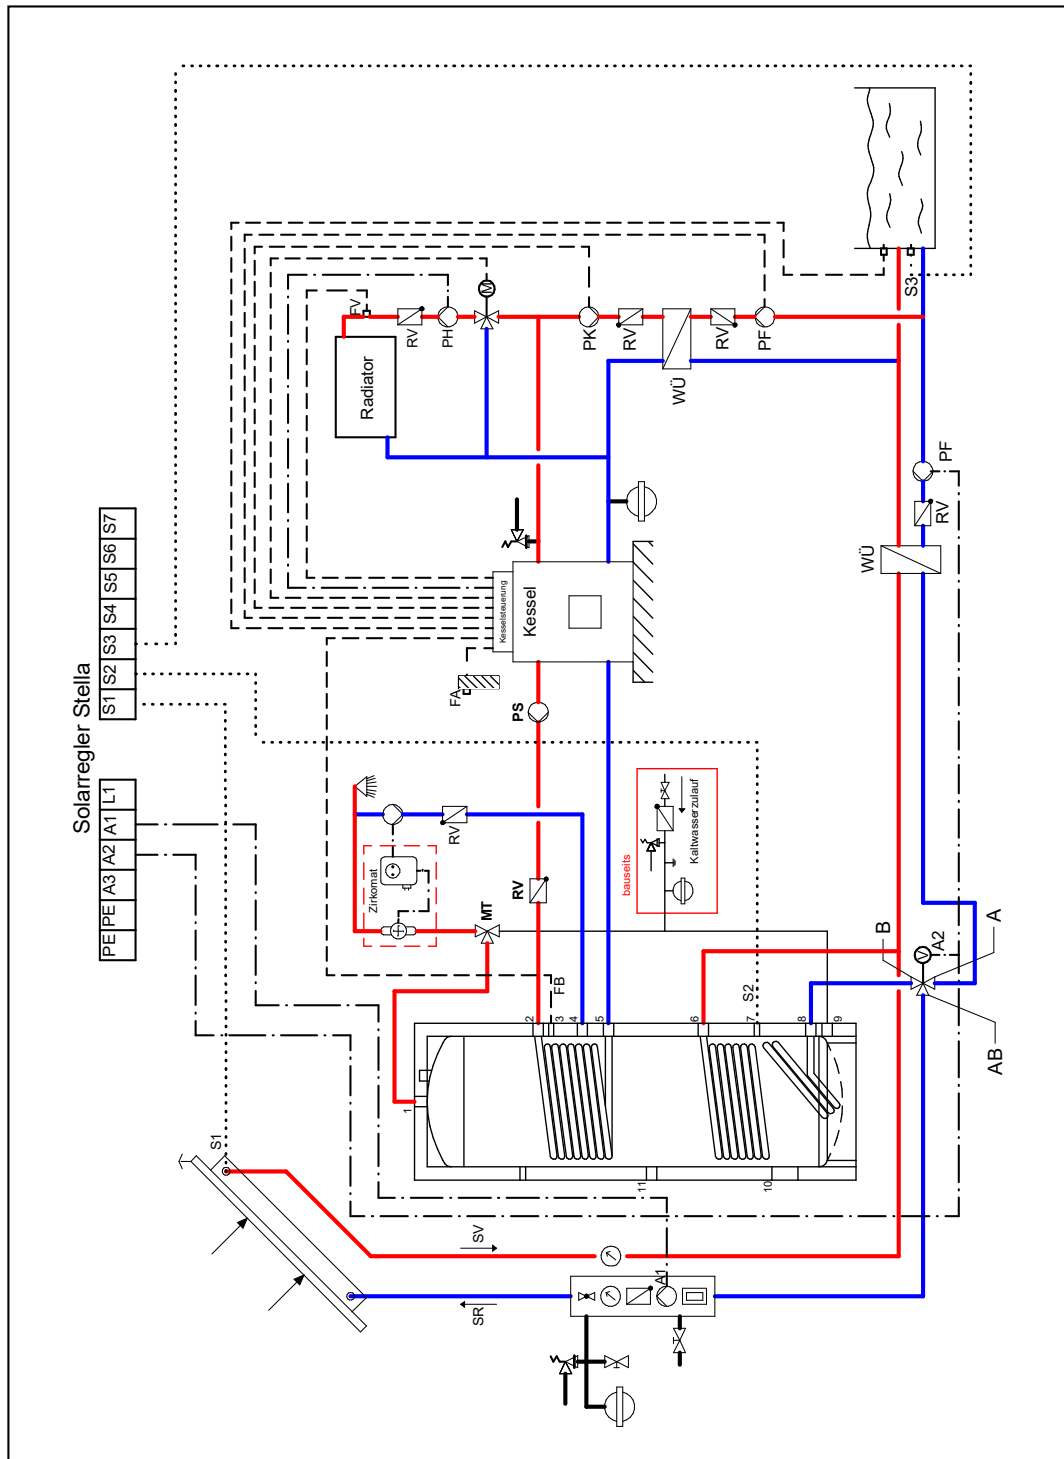 Solarregler Stella
PE PE A3 A2 A1 L1
S1 S2 S3 S4 S5 S6 S7
S3
FV
RV
PH
M
Radiator
PK
RV
WÜ
RV
PF
Kesselsteuerung
Kessel
FA
PS
PF
RV
WÜ
Zirkomat
RV
MT
RV
bauseits
Kaltwasserzulauf
FB
S2
B
A
V
A2
AB
1
2
3
4
5
6
7
8
9
10
11
S1
SV
SR
A1